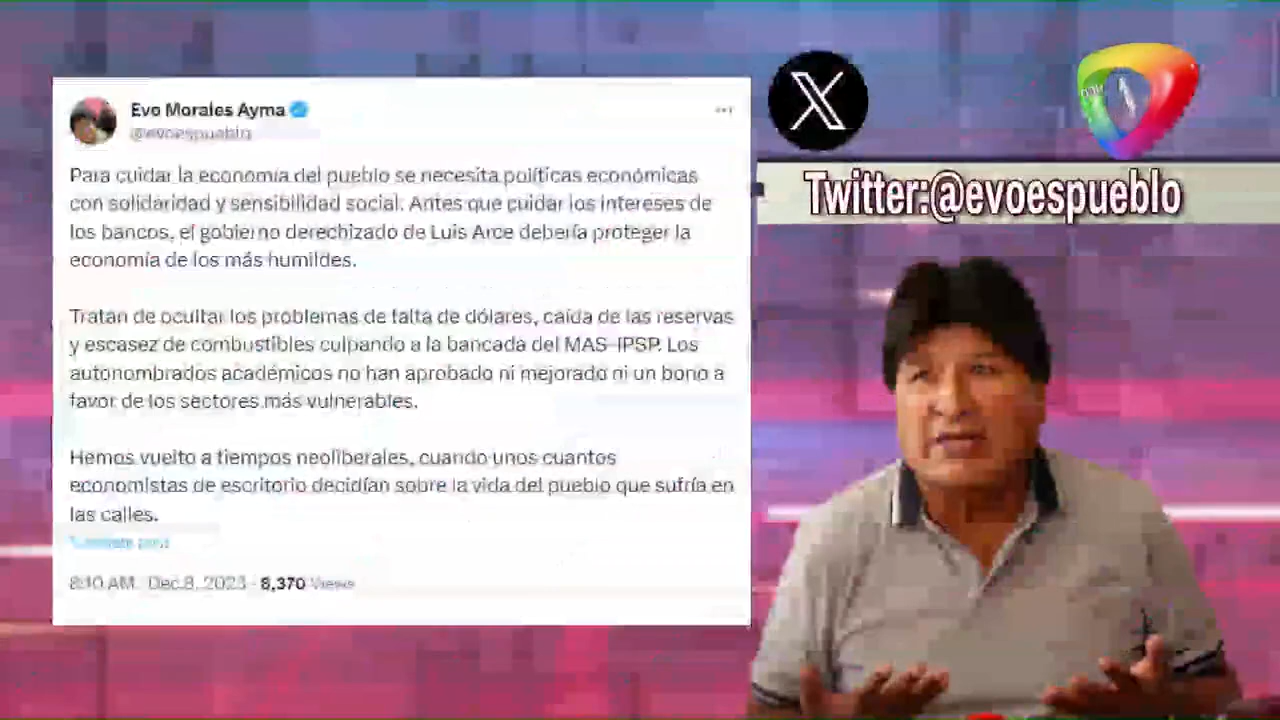 Evo Morales Ayma
@evoespueblo
Para cuidar la economía del pueblo se necesita políticas económicas
con solidaridad y sensibilidad social. Antes que cuidar los intereses de
los bancos, el gobierno derechizado de Luis Arce debería proteger la
economía de los más humildes.
Tratan de ocultar los problemas de falta de dólares, caída de las reservas
y escasez de combustibles culpando a la bancada del MAS-IPSP. Los
autonombrados académicos no han aprobado ni mejorado ni un bono a
favor de los sectores más vulnerables.
Hemos vuelto a tiempos neoliberales, cuando unos cuantos
economistas de escritorio decidían sobre la vida del pueblo que sufría en
las calles.
8:10 AM · Dec 8, 2023 · 8,370 Views
X
Twitter:@evoespueblo